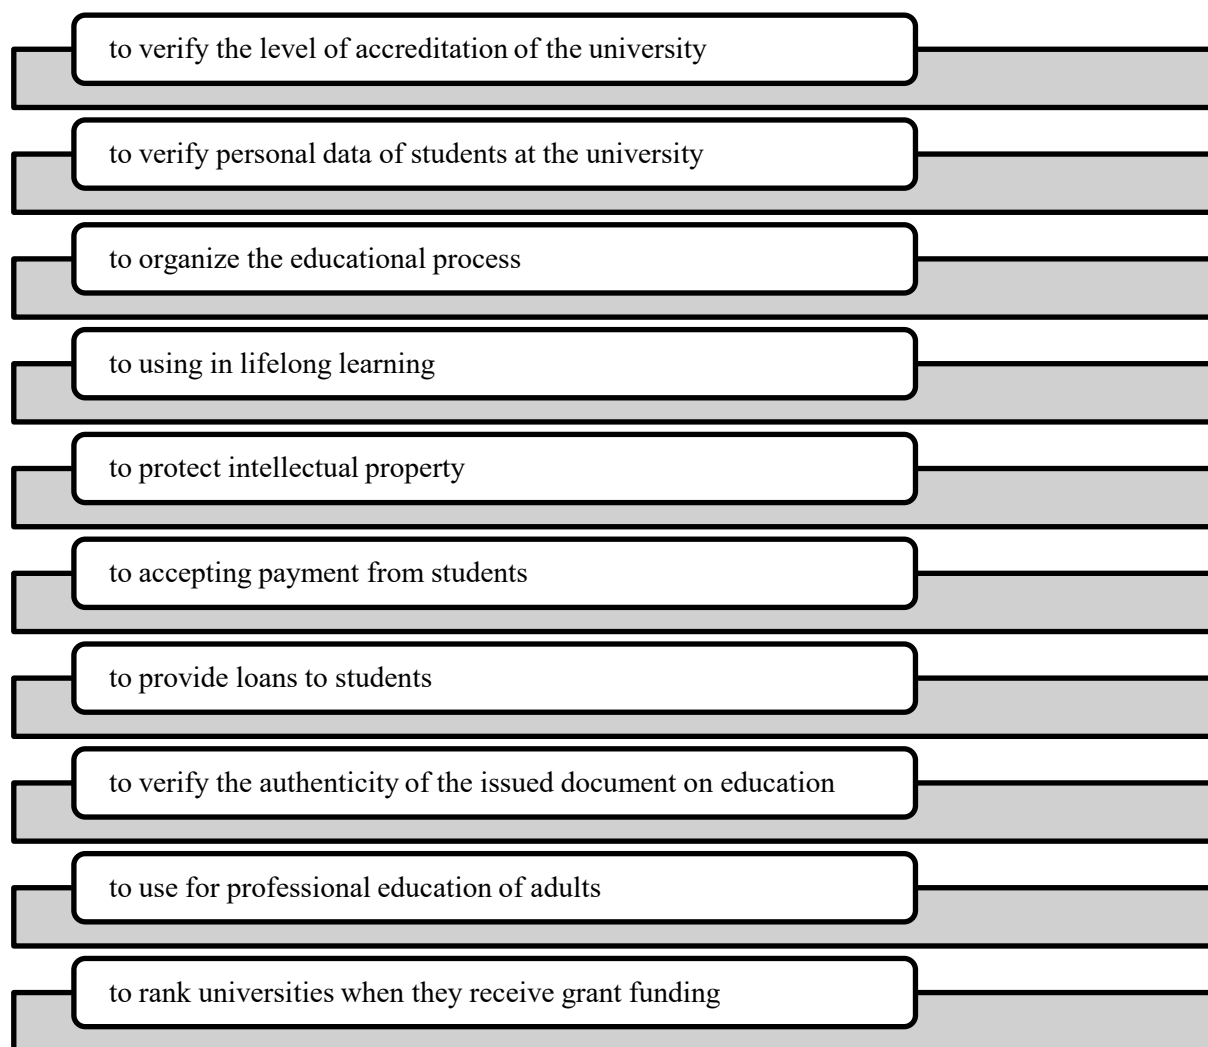 to verify the level of accreditation of the university
to verify personal data of students at the university
to organize the educational process
to using in lifelong learning
to protect intellectual property
to accepting payment from students
to provide loans to students
to verify the authenticity of the issued document on education
to use for professional education of adults
to rank universities when they receive grant funding